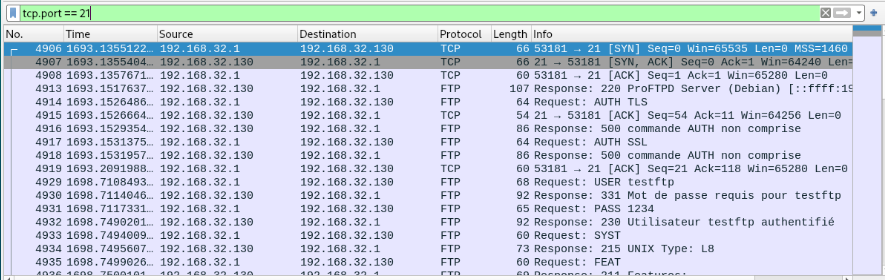 tcp.port == 21
No. Time Source Destination Protocol Length Info
4906 1693.1355122… 192.168.32.1 192.168.32.130 TCP 66 53181 → 21 [SYN] Seq=0 Win=65535 Len=0 MSS=1460
4907 1693.1355404… 192.168.32.130 192.168.32.1 TCP 66 21 → 53181 [SYN, ACK] Seq=0 Ack=1 Win=64240 Len=
4908 1693.1357671… 192.168.32.1 192.168.32.130 TCP 60 53181 → 21 [ACK] Seq=1 Ack=1 Win=65280 Len=0
4913 1693.1517637… 192.168.32.130 192.168.32.1 FTP 107 Response: 220 ProFTPD Server (Debian) [::ffff:19
4914 1693.1526486… 192.168.32.1 192.168.32.130 FTP 64 Request: AUTH TLS
4915 1693.1526664… 192.168.32.130 192.168.32.1 TCP 54 21 → 53181 [ACK] Seq=54 Ack=11 Win=64256 Len=0
4916 1693.1529354… 192.168.32.130 192.168.32.1 FTP 86 Response: 500 commande AUTH non comprise
4917 1693.1531375… 192.168.32.1 192.168.32.130 FTP 64 Request: AUTH SSL
4918 1693.1531957… 192.168.32.130 192.168.32.1 FTP 86 Response: 500 commande AUTH non comprise
4919 1693.2091988… 192.168.32.1 192.168.32.130 TCP 60 53181 → 21 [ACK] Seq=21 Ack=118 Win=65280 Len=0
4929 1698.7108493… 192.168.32.1 192.168.32.130 FTP 68 Request: USER testftp
4930 1698.7114046… 192.168.32.130 192.168.32.1 FTP 92 Response: 331 Mot de passe requis pour testftp
4931 1698.7117331… 192.168.32.1 192.168.32.130 FTP 65 Request: PASS 1234
4932 1698.7490201… 192.168.32.130 192.168.32.1 FTP 92 Response: 230 Utilisateur testftp authentifié
4933 1698.7494009… 192.168.32.1 192.168.32.130 FTP 60 Request: SYST
4934 1698.7495607… 192.168.32.130 192.168.32.1 FTP 73 Response: 215 UNIX Type: L8
4935 1698.7499026… 192.168.32.1 192.168.32.130 FTP 60 Request: FEAT
4936 192.168.32.130 192.168.32.1 FTP 69 Response: 211 Features: